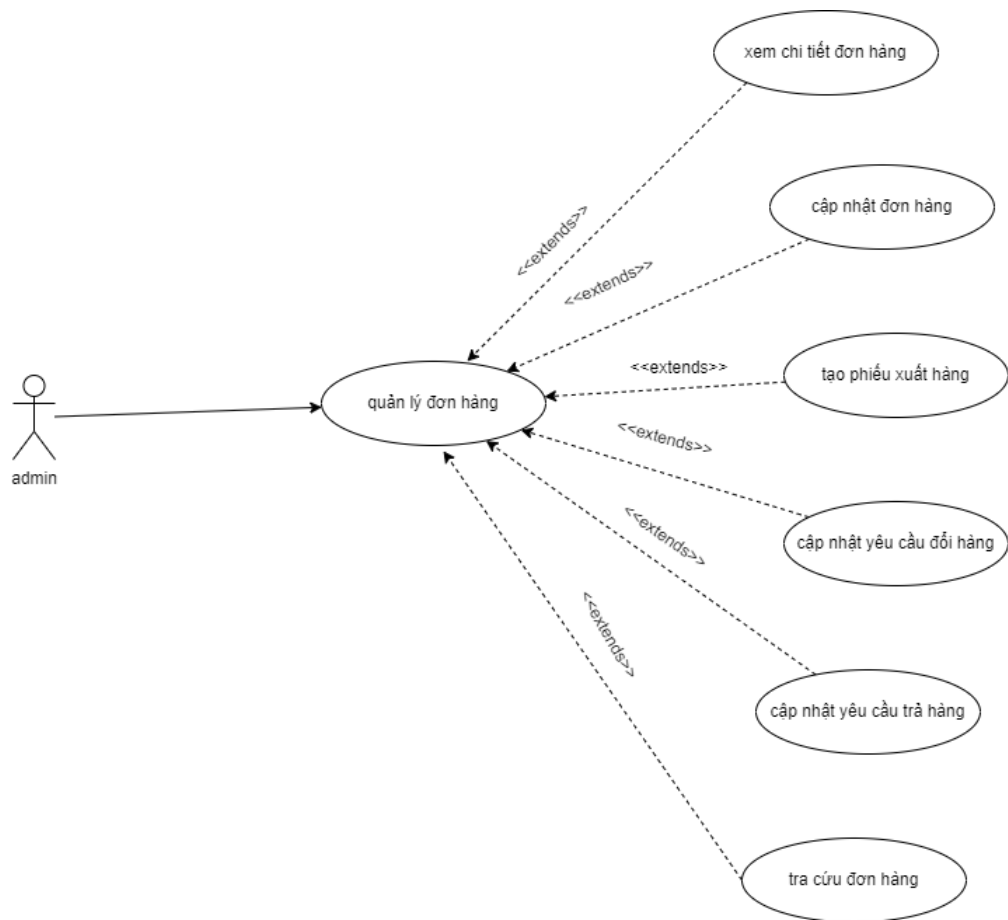 xem chi tiết đơn hàng
cập nhật đơn hàng
<<extends>>
<<extends>>
<<extends>>
tạo phiếu xuất hàng
quản lý đơn hàng
<<extends>>
admin
<<extends>>
cập nhật yêu cầu đổi hàng
<<extends>>
cập nhật yêu cầu trả hàng
tra cứu đơn hàng